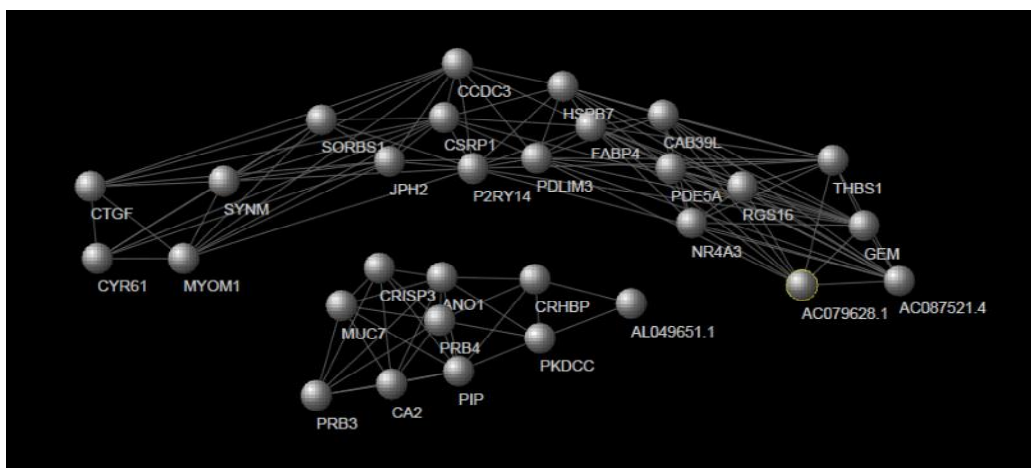 CCDC3
HSPB7
SORBS1
CSRP1
FABP4
CAB39L
JPH2
P2RY14
PDLIM3
PDE5A
THBS1
CTGF
SYNM
RGS16
NR4A3
GEM
CYR61
MYOM1
AC079628.1
AC087521.4
CRISP3
ANO1
CRHBP
MUC7
PRB4
AL049651.1
PKDCC
PRB3
CA2
PIP